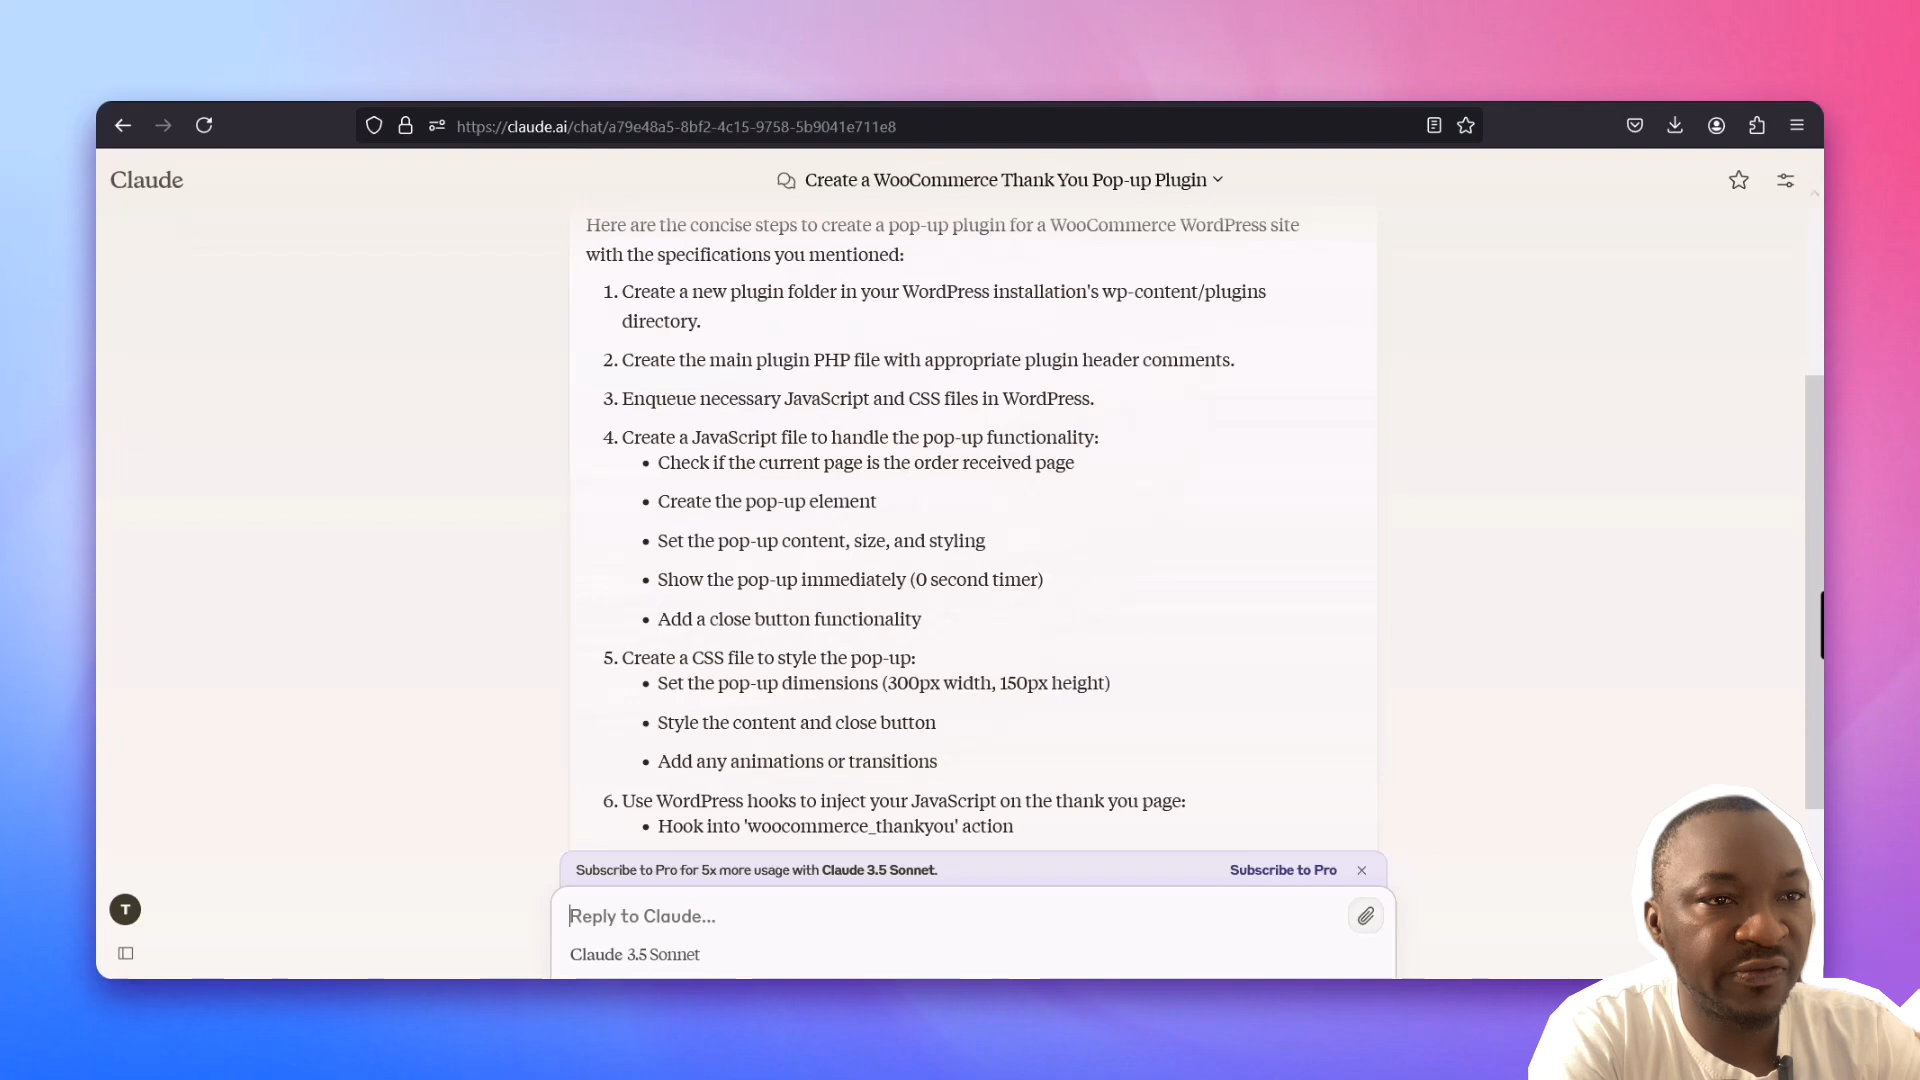 https://claude.ai/chat/a79e48a5-8bf2-4c15-9758-5b9041e711e8
Claude
Create a WooCommerce Thank You Pop-up Plugin
Here are the concise steps to create a pop-up plugin for a WooCommerce WordPress site
with the specifications you mentioned:
1. Create a new plugin folder in your WordPress installation's wp-content/plugins
directory.
2. Create the main plugin PHP file with appropriate plugin header comments.
3. Enqueue necessary JavaScript and CSS files in WordPress.
4. Create a JavaScript file to handle the pop-up functionality:
• Check if the current page is the order received page
• Create the pop-up element
• Set the pop-up content, size, and styling
• Show the pop-up immediately (0 second timer)
• Add a close button functionality
5. Create a CSS file to style the pop-up:
• Set the pop-up dimensions (300px width, 150px height)
• Style the content and close button
• Add any animations or transitions
6. Use WordPress hooks to inject your JavaScript on the thank you page:
• Hook into 'woocommerce_thankyou' action
Subscribe to Pro for 5x more usage with Claude 3.5 Sonnet.
Subscribe to Pro
T
Reply to Claude...
Claude 3.5 Sonnet